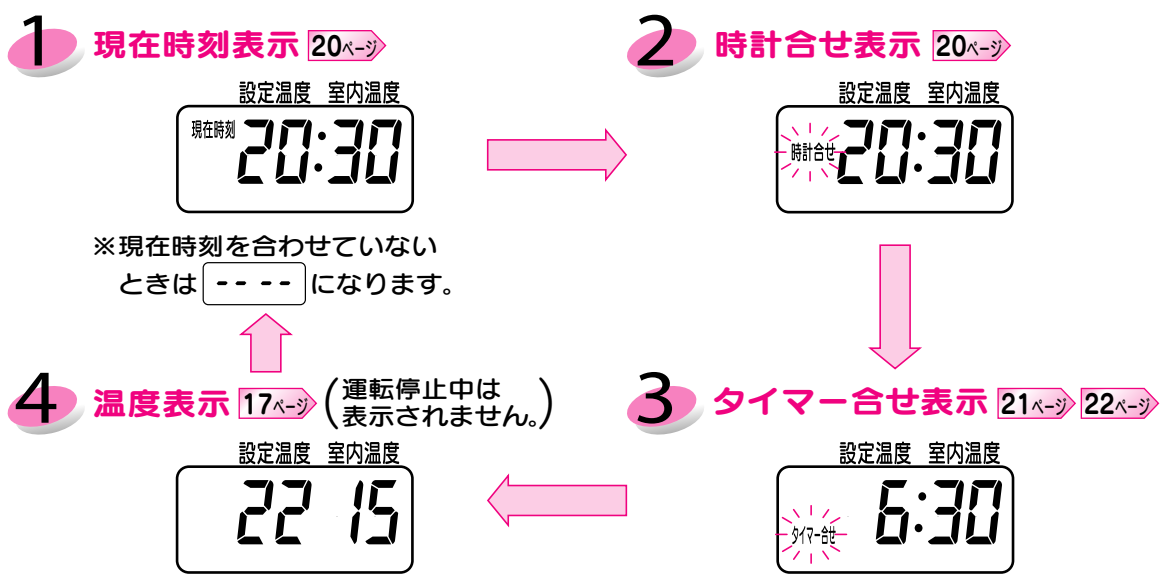 1 現在時刻表示 20ページ
設定温度 室内温度
現在時刻 20:30
※現在時刻を合わせていない
ときは ---- になります。
2 時計合せ表示 20ページ
設定温度 室内温度
時計合せ 20:30
3 タイマー合せ表示 21ページ 22ページ
設定温度 室内温度
タイマー合せ 6:30
4 温度表示 17ページ (運転停止中は
表示されません。)
設定温度 室内温度
22 15